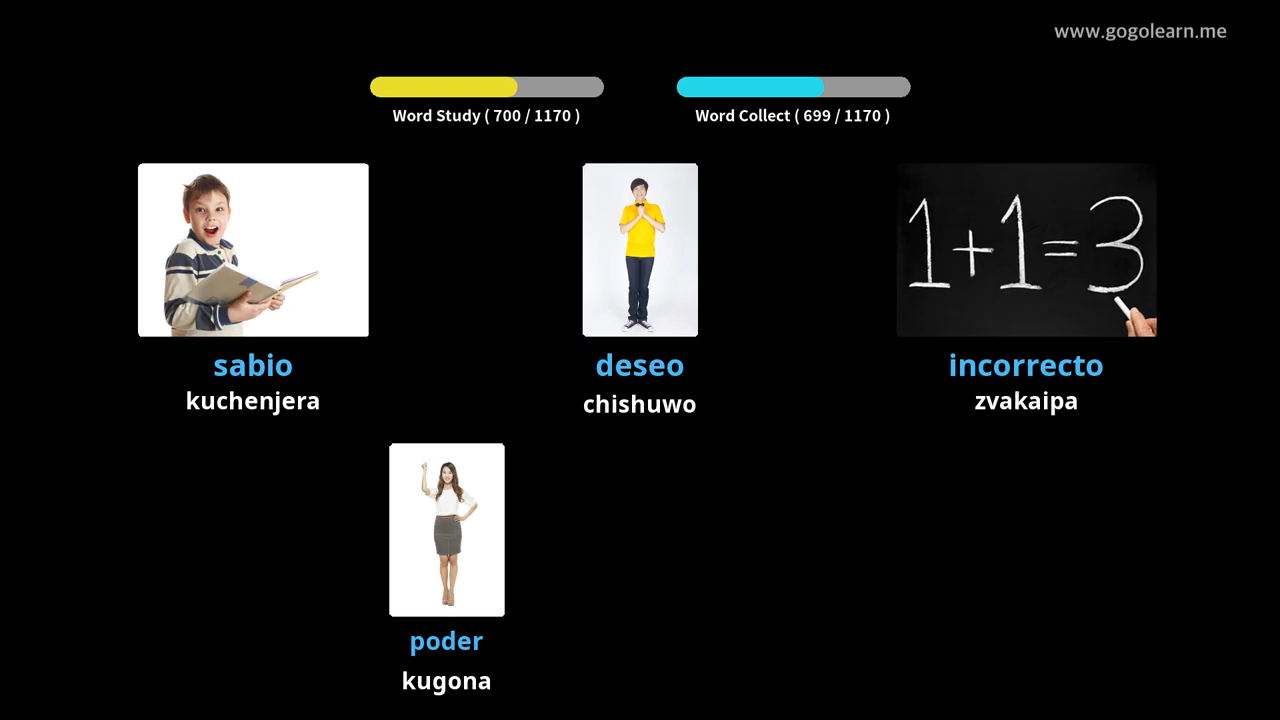 www.gogolearn.me
Word Study ( 700 / 1170 )
Word Collect ( 699 / 1170 )
1+1=3
sabio
kuchenjera
deseo
chishuwo
incorrecto
zvakaipa
poder
kugona